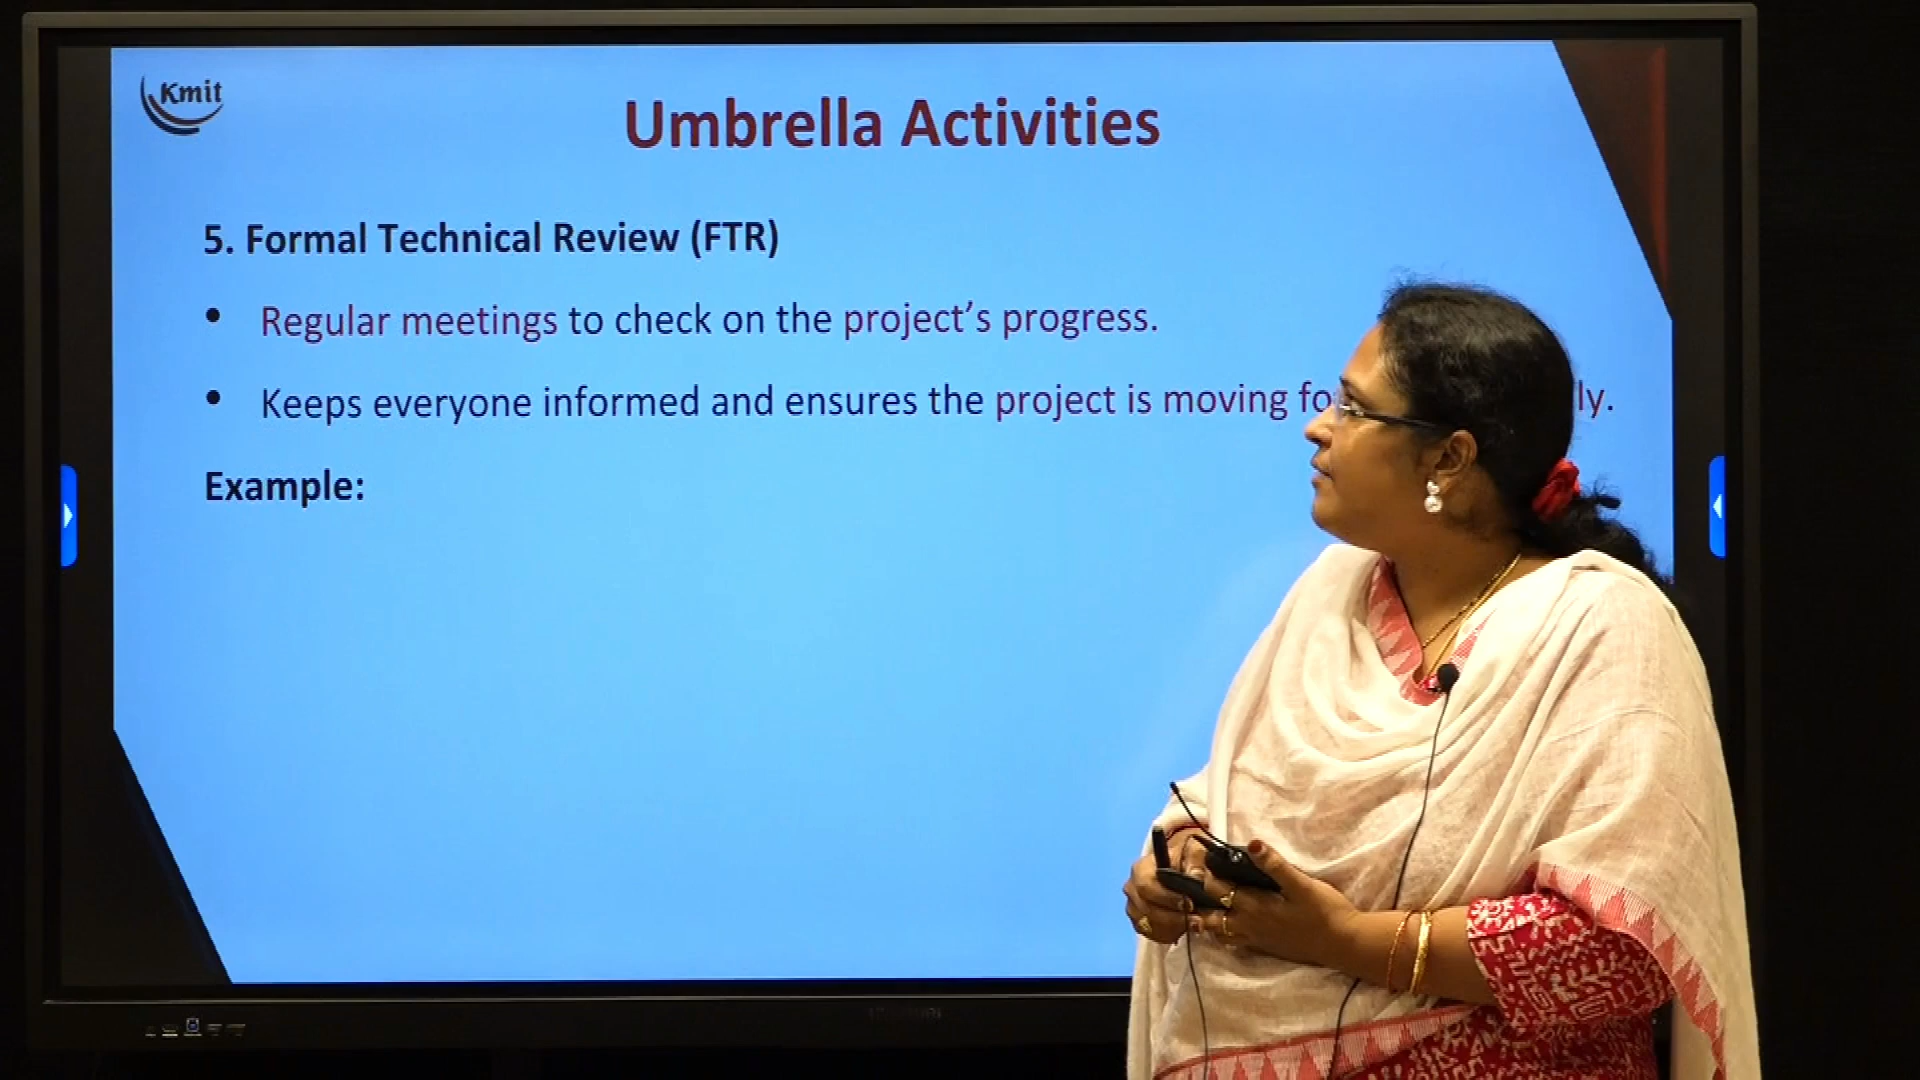 Kmit
Umbrella Activities
5. Formal Technical Review (FTR)
• Regular meetings to check on the project’s progress.
• Keeps everyone informed and ensures the project is moving fo ly.
Example: